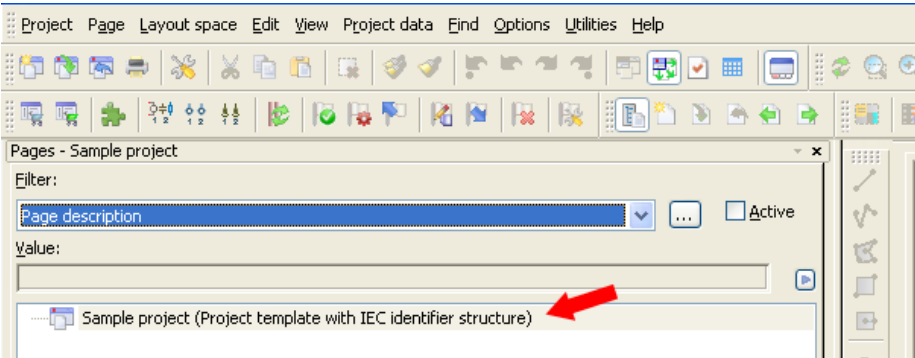 Project Page Layout space Edit View Project data Find Options Utilities Help
Pages - Sample project
Filter:
Page description
... Active
Value:
Sample project (Project template with IEC identifier structure)